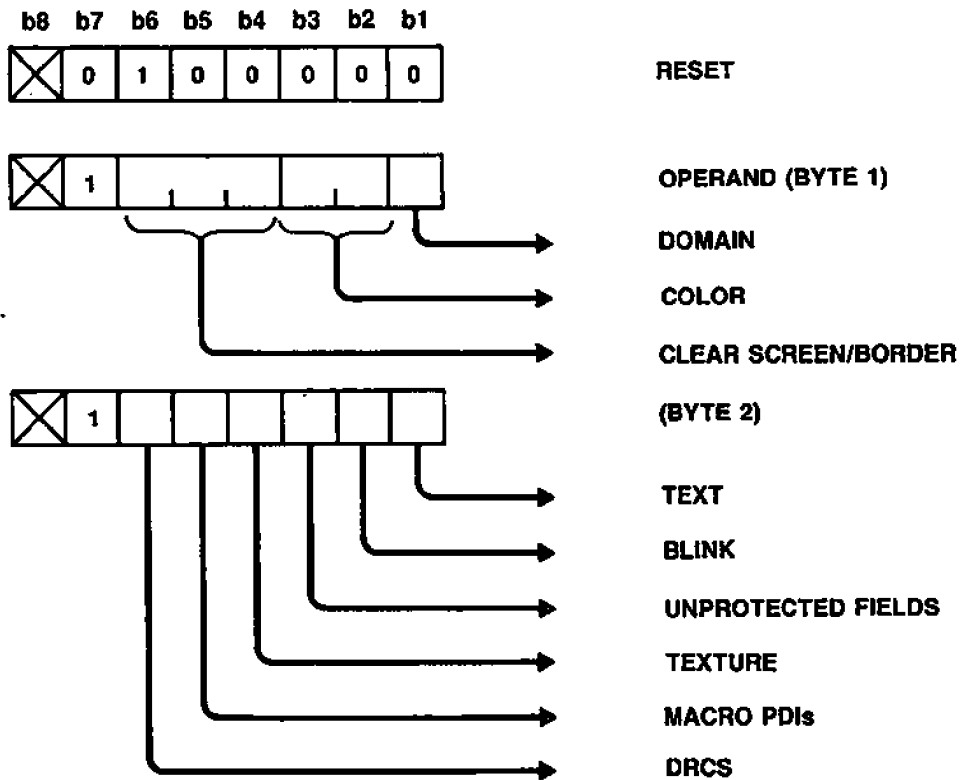 b8 b7 b6 b5 b4 b3 b2 b1
0 1 0 0 0 0 0 RESET
1 OPERAND (BYTE 1)
DOMAIN
COLOR
CLEAR SCREEN/BORDER
1 (BYTE 2)
TEXT
BLINK
UNPROTECTED FIELDS
TEXTURE
MACRO PDIs
DRCS